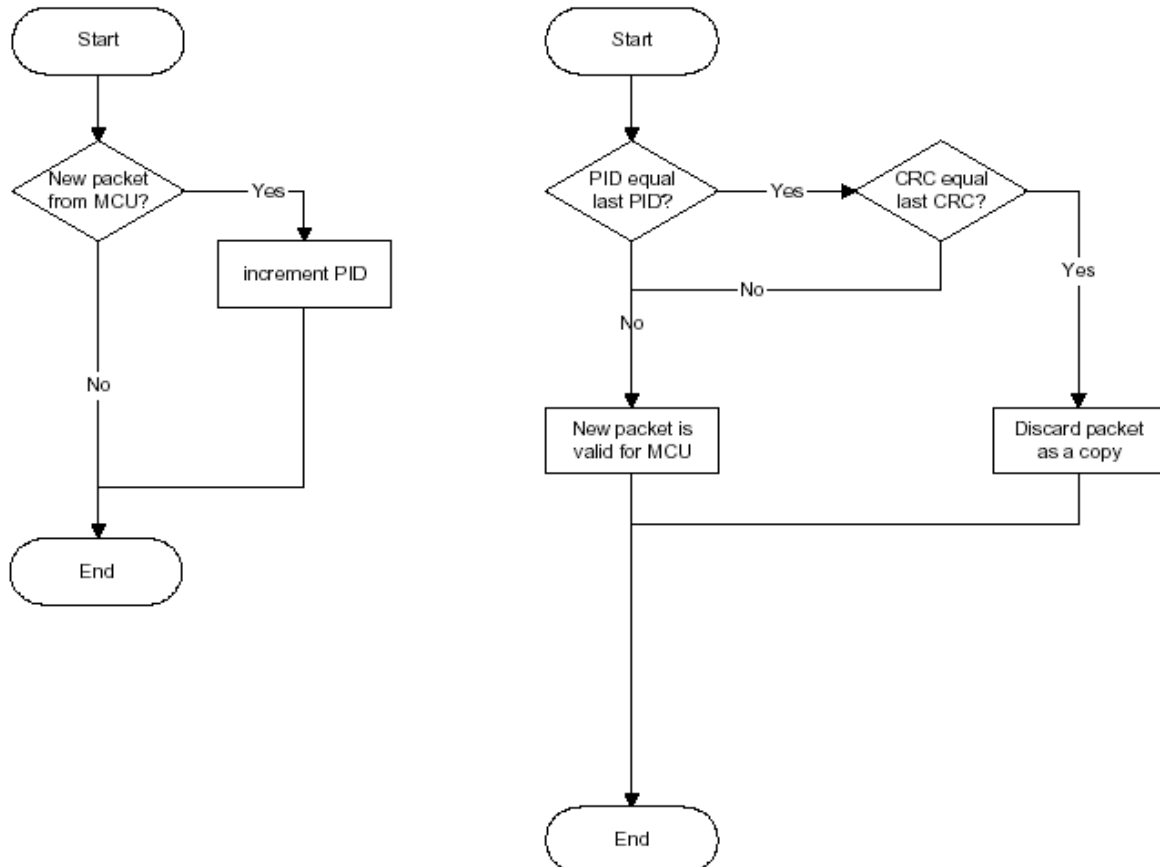 Start
New packet
from MCU?
Yes
increment PID
No
End
Start
PID equal
last PID?
Yes
CRC equal
last CRC?
Yes
No
No
New packet is
valid for MCU
Discard packet
as a copy
End